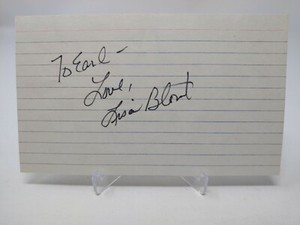 To Earl -
Love,
Lisa Blount